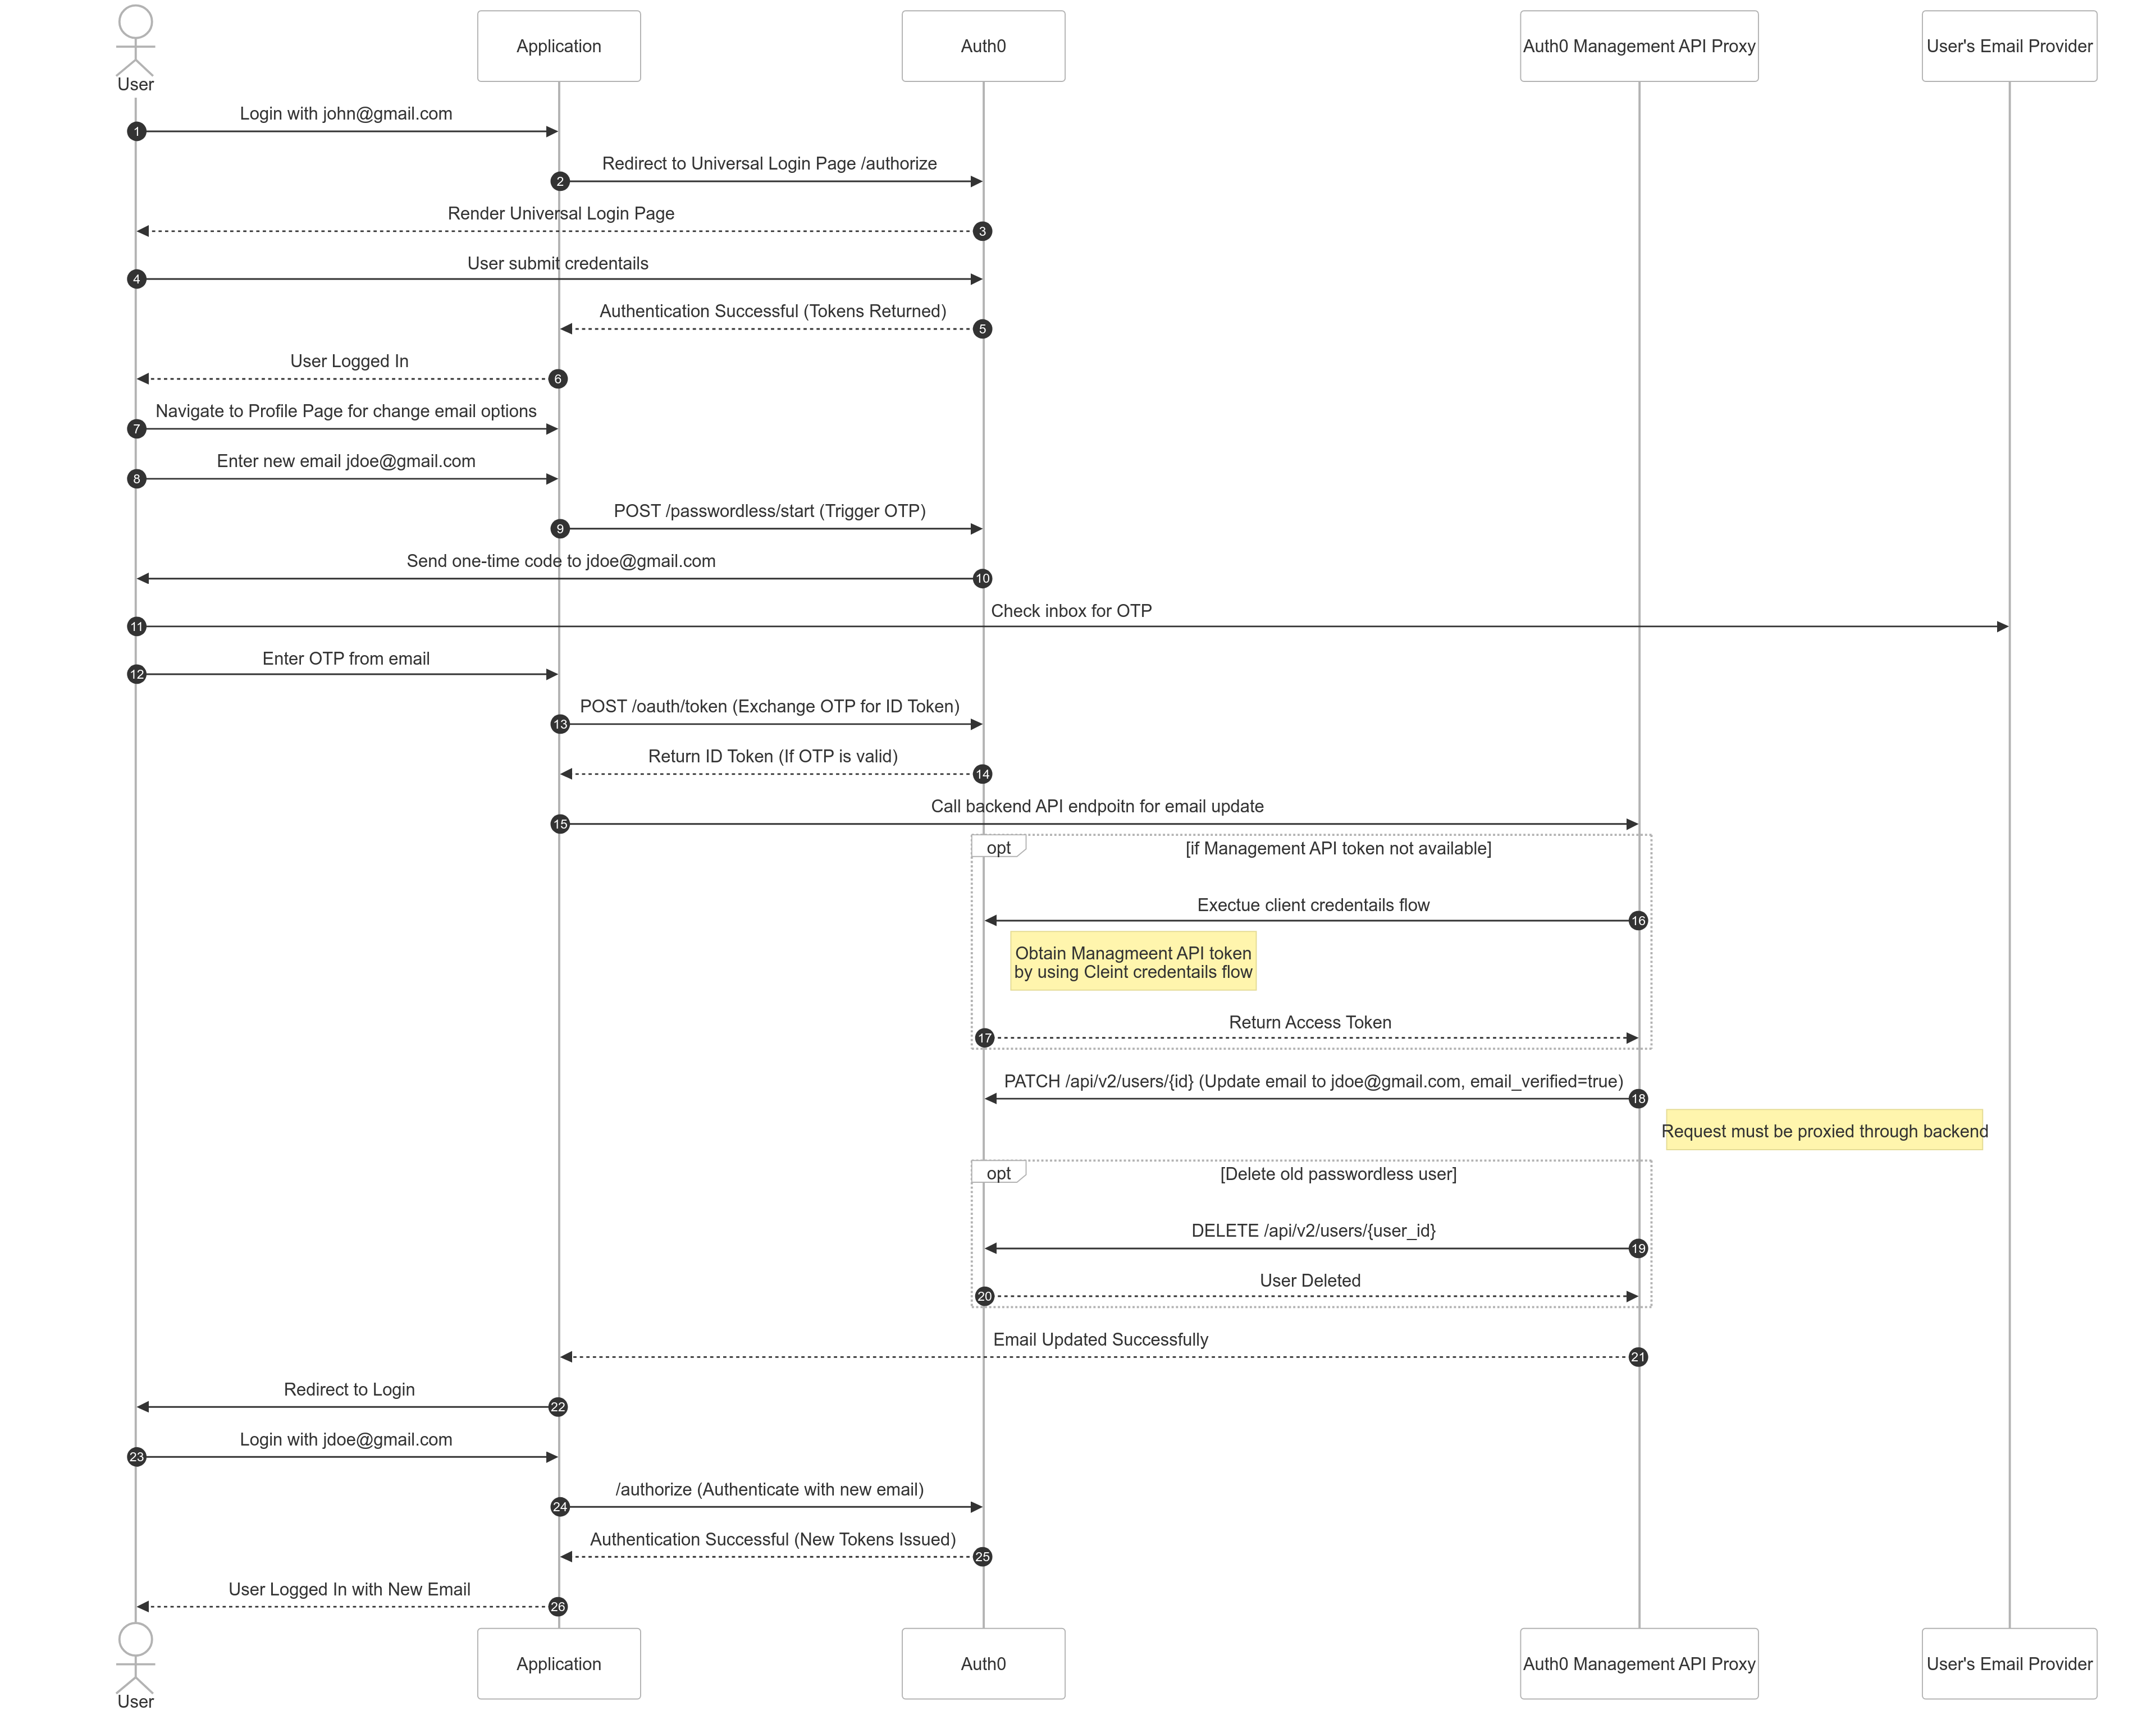 User
Application
Auth0
Auth0 Management API Proxy
User's Email Provider
Login with john@gmail.com
1
Redirect to Universal Login Page /authorize
2
Render Universal Login Page
3
User submit credentails
4
Authentication Successful (Tokens Returned)
5
User Logged In
6
Navigate to Profile Page for change email options
7
Enter new email jdoe@gmail.com
8
POST /passwordless/start (Trigger OTP)
9
Send one-time code to jdoe@gmail.com
10
Check inbox for OTP
11
Enter OTP from email
12
POST /oauth/token (Exchange OTP for ID Token)
13
Return ID Token (If OTP is valid)
14
Call backend API endpoitn for email update
15
opt
[if Management API token not available]
Exectue client credentails flow
16
Obtain Managmeent API token
by using Cleint credentails flow
Return Access Token
17
PATCH /api/v2/users/{id} (Update email to jdoe@gmail.com, email_verified=true)
18
Request must be proxied through backend
opt
[Delete old passwordless user]
DELETE /api/v2/users/{user_id}
19
User Deleted
20
Email Updated Successfully
21
Redirect to Login
22
Login with jdoe@gmail.com
23
/authorize (Authenticate with new email)
24
Authentication Successful (New Tokens Issued)
25
User Logged In with New Email
26
User
Application
Auth0
Auth0 Management API Proxy
User's Email Provider